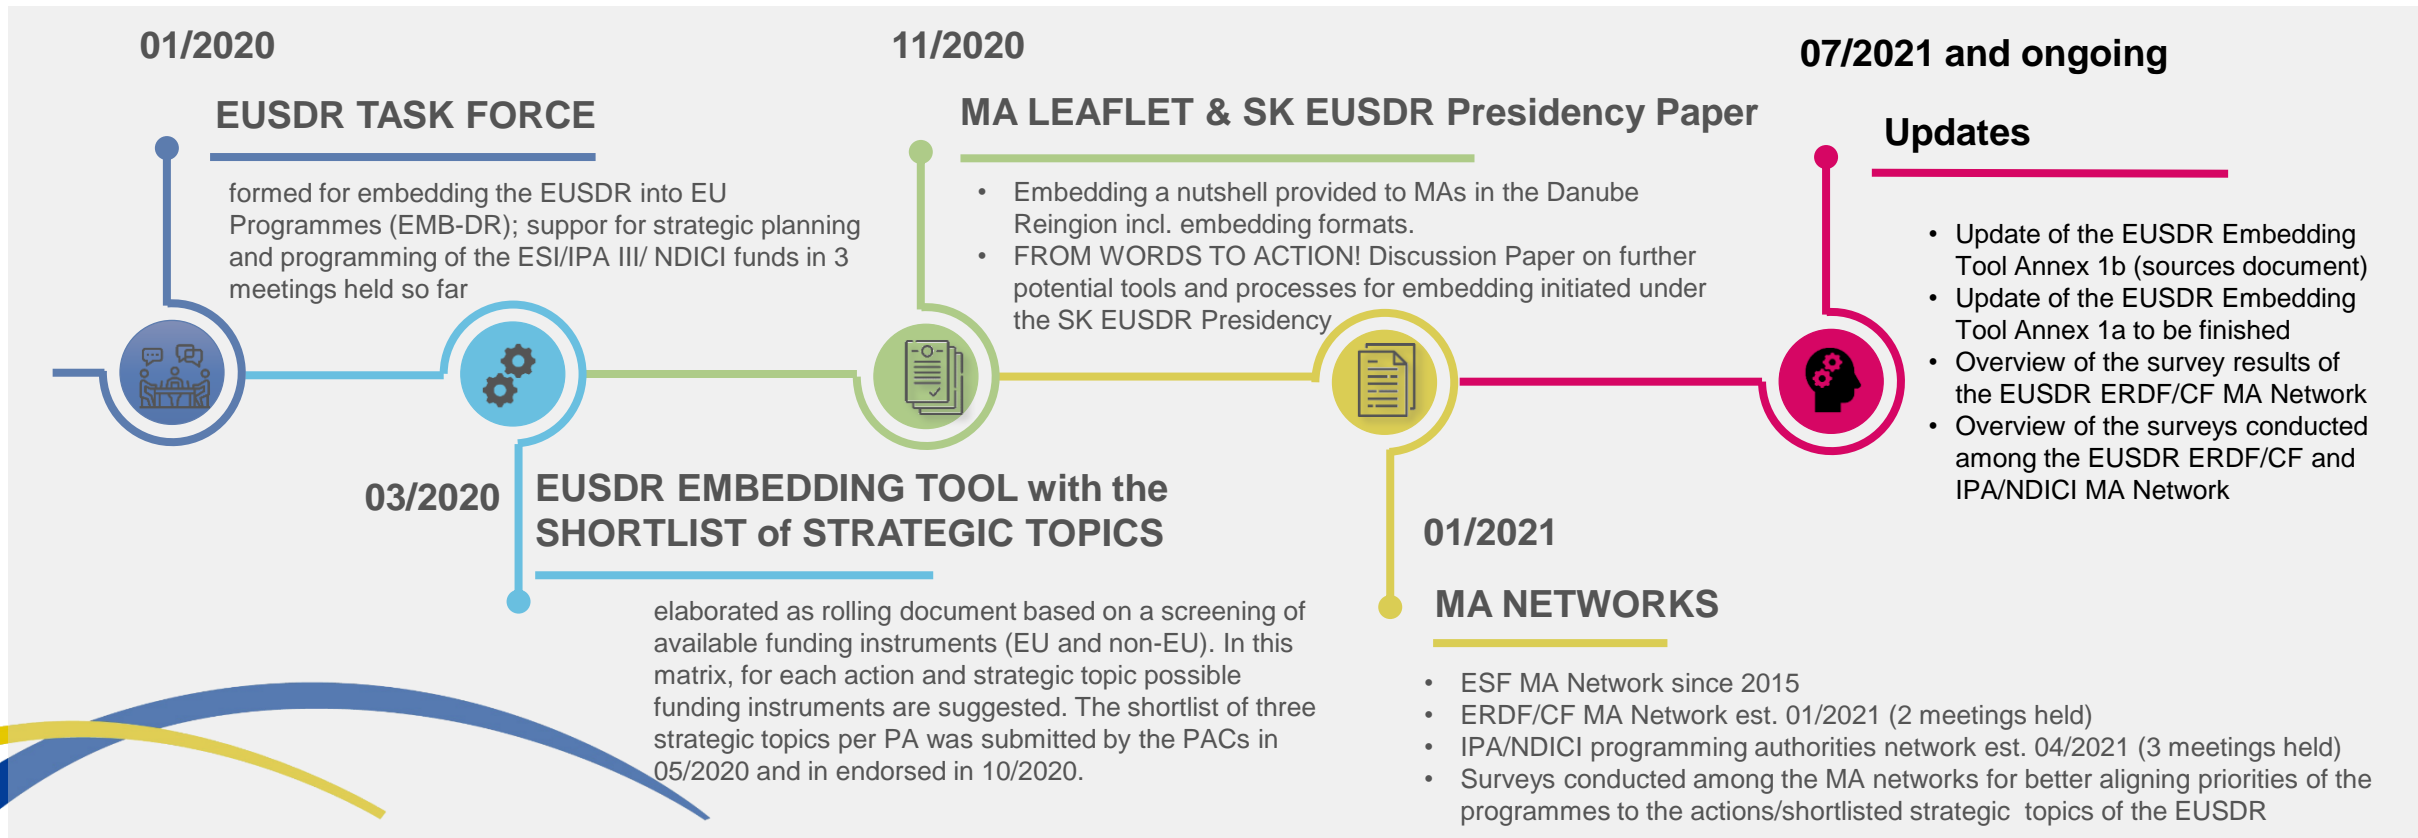 01/2020
EUSDR TASK FORCE
formed for embedding the EUSDR into EU
Programmes (EMB-DR); suppor for strategic planning
and programming of the ESI/IPA III/ NDICI funds in 3
meetings held so far
03/2020
EUSDR EMBEDDING TOOL with the
SHORTLIST of STRATEGIC TOPICS
elaborated as rolling document based on a screening of
available funding instruments (EU and non-EU). In this
matrix, for each action and strategic topic possible
funding instruments are suggested. The shortlist of three
strategic topics per PA was submitted by the PACs in
05/2020 and in endorsed in 10/2020.
11/2020
MA LEAFLET & SK EUSDR Presidency Paper
• Embedding a nutshell provided to MAs in the Danube
Reingion incl. embedding formats.
• FROM WORDS TO ACTION! Discussion Paper on further
potential tools and processes for embedding initiated under
the SK EUSDR Presidency
01/2021
MA NETWORKS
• ESF MA Network since 2015
• ERDF/CF MA Network est. 01/2021 (2 meetings held)
• IPA/NDICI programming authorities network est. 04/2021 (3 meetings held)
• Surveys conducted among the MA networks for better aligning priorities of the
programmes to the actions/shortlisted strategic topics of the EUSDR
07/2021 and ongoing
Updates
• Update of the EUSDR Embedding
Tool Annex 1b (sources document)
• Update of the EUSDR Embedding
Tool Annex 1a to be finished
• Overview of the survey results of
the EUSDR ERDF/CF MA Network
• Overview of the surveys conducted
among the EUSDR ERDF/CF and
IPA/NDICI MA Network